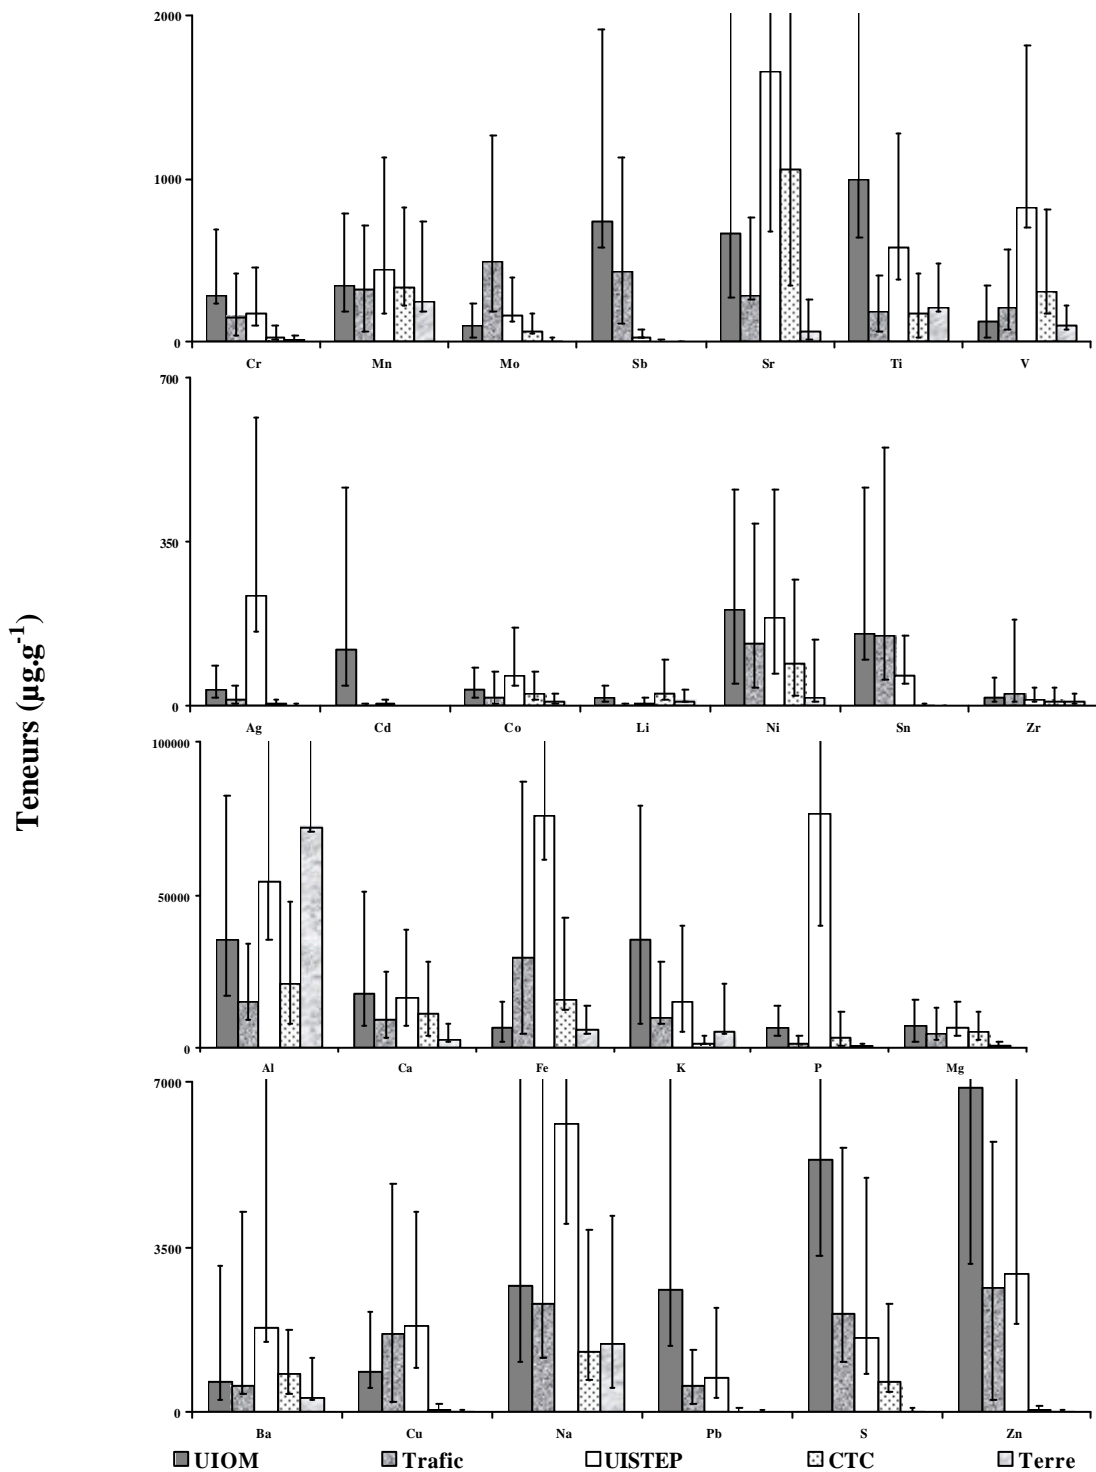 2000
1000
0
Cr Mn Mo Sb Sr Ti V
700
350
0
Ag Cd Co Li Ni Sn Zr
Teneurs (µg.g-1)
100000
50000
0
Al Ca Fe K P Mg
7000
3500
0
Ba Cu Na Pb S Zn
UIOM Trafic UISTEP CTC Terre